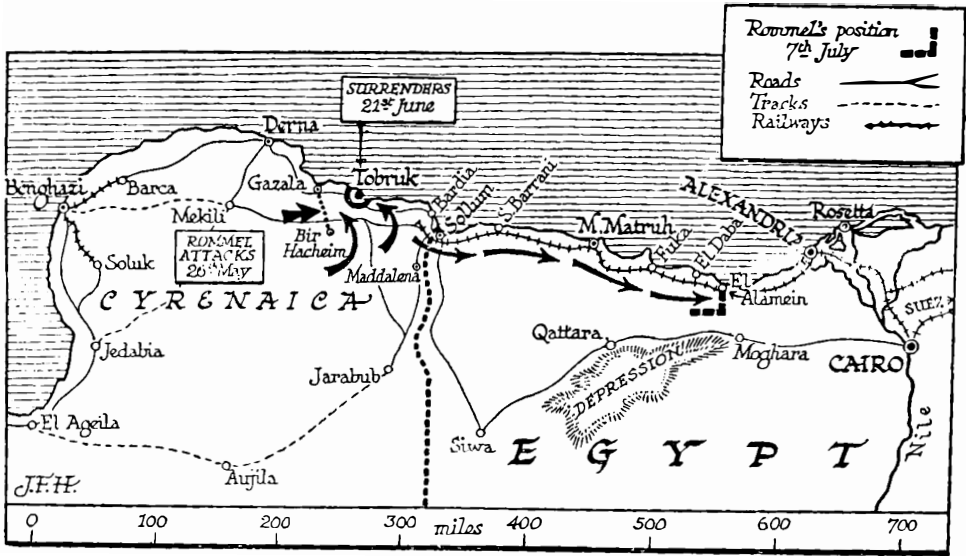 Rommel's position
7th July
Roads
Tracks
Railways
SURRENDERS
21st June
Derna
Benghazi
Barca
Gazala
Tobruk
Bardia
Sollum
S. Barrani
ALEXANDRIA
Rosetta
Mekili
Bir
Hacheim
M. Matruh
Fuka
El Daba
ROMMEL
ATTACKS
26th May
Soluk
Maddalena
El
Alamein
CYRENAICA
SUEZ
Jedabia
Qattara
DEPRESSION
Moghara
CAIRO
Jarabub
El Ageila
Siwa
EGYPT
Nile
Aujila
J.F.H.
0 100 200 300 miles 400 500 600 700